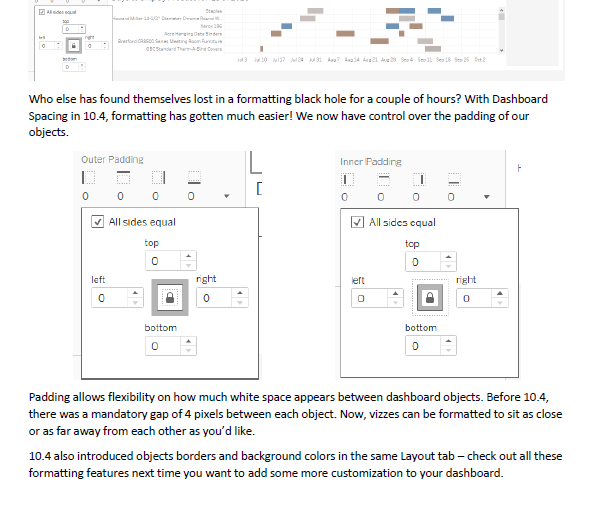 All sides equal
top
0
left
right
0
0
bottom
0
Staples
Xerox 195
Acco Hanging Data Binders
Bretford CR8500 Series Meeting Room Furniture
GBC Standard Therm-A-Bind Covers
Jul 3 Jul 10 Jul 17 Jul 24 Jul 31 Aug 7 Aug 14 Aug 21 Aug 28 Sep 4 Sep 11 Sep 18 Sep 25 Oct 2
Who else has found themselves lost in a formatting black hole for a couple of hours? With Dashboard
Spacing in 10.4, formatting has gotten much easier! We now have control over the padding of our
objects.
Outer Padding
0 0 0 0
All sides equal
top
0
left
right
0
0
bottom
0
Inner Padding
0 0 0 0
All sides equal
top
0
left
right
0
0
bottom
0
Padding allows flexibility on how much white space appears between dashboard objects. Before 10.4,
there was a mandatory gap of 4 pixels between each object. Now, vizzes can be formatted to sit as close
or as far away from each other as you'd like.
10.4 also introduced objects borders and background colors in the same Layout tab – check out all these
formatting features next time you want to add some more customization to your dashboard.